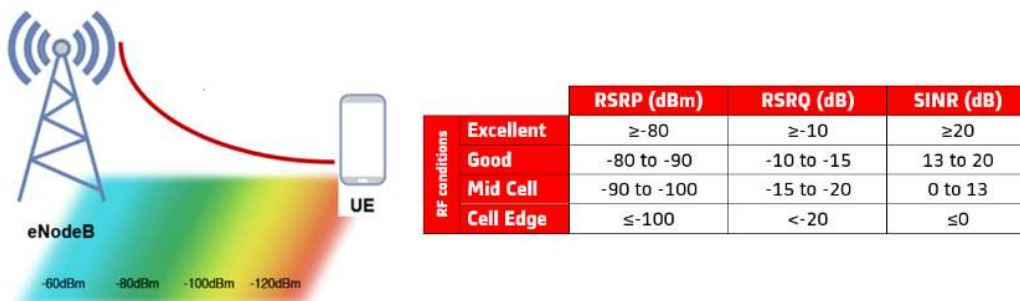 eNodeB
UE
-60dBm -80dBm -100dBm -120dBm
RSRP (dBm) RSRQ (dB) SINR (dB)
RF conditions
Excellent ≥-80 ≥-10 ≥20
Good -80 to -90 -10 to -15 13 to 20
Mid Cell -90 to -100 -15 to -20 0 to 13
Cell Edge ≤-100 <-20 ≤0